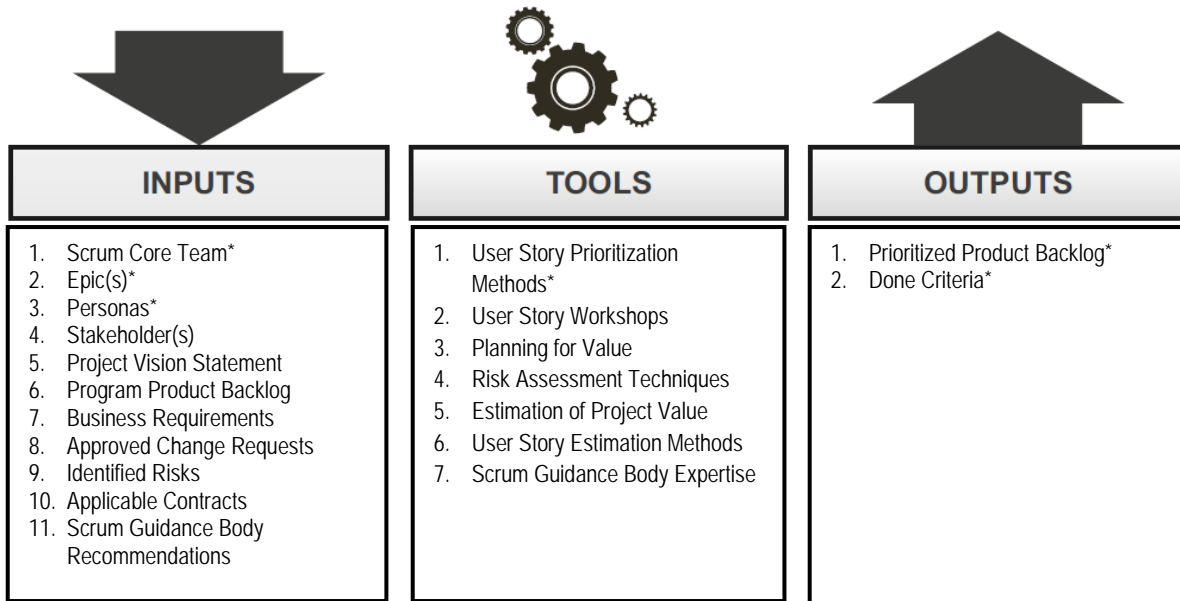 INPUTS
1. Scrum Core Team*
2. Epic(s)*
3. Personas*
4. Stakeholder(s)
5. Project Vision Statement
6. Program Product Backlog
7. Business Requirements
8. Approved Change Requests
9. Identified Risks
10. Applicable Contracts
11. Scrum Guidance Body
Recommendations
TOOLS
1. User Story Prioritization
Methods*
2. User Story Workshops
3. Planning for Value
4. Risk Assessment Techniques
5. Estimation of Project Value
6. User Story Estimation Methods
7. Scrum Guidance Body Expertise
OUTPUTS
1. Prioritized Product Backlog*
2. Done Criteria*